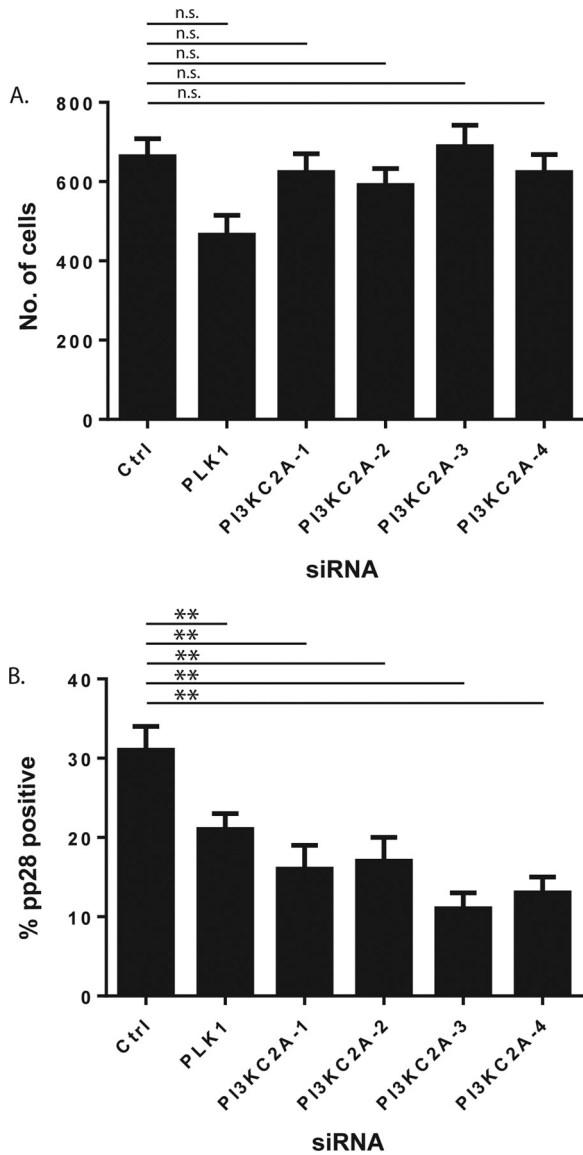 n.s.
n.s.
n.s.
n.s.
n.s.
A.
800
600
400
200
0
No. of cells
Ctrl
PLK1
PI3KC2A-1
PI3KC2A-2
PI3KC2A-3
PI3KC2A-4
siRNA
**
**
**
**
**
B.
40
30
20
10
0
% pp28 positive
Ctrl
PLK1
PI3KC2A-1
PI3KC2A-2
PI3KC2A-3
PI3KC2A-4
siRNA